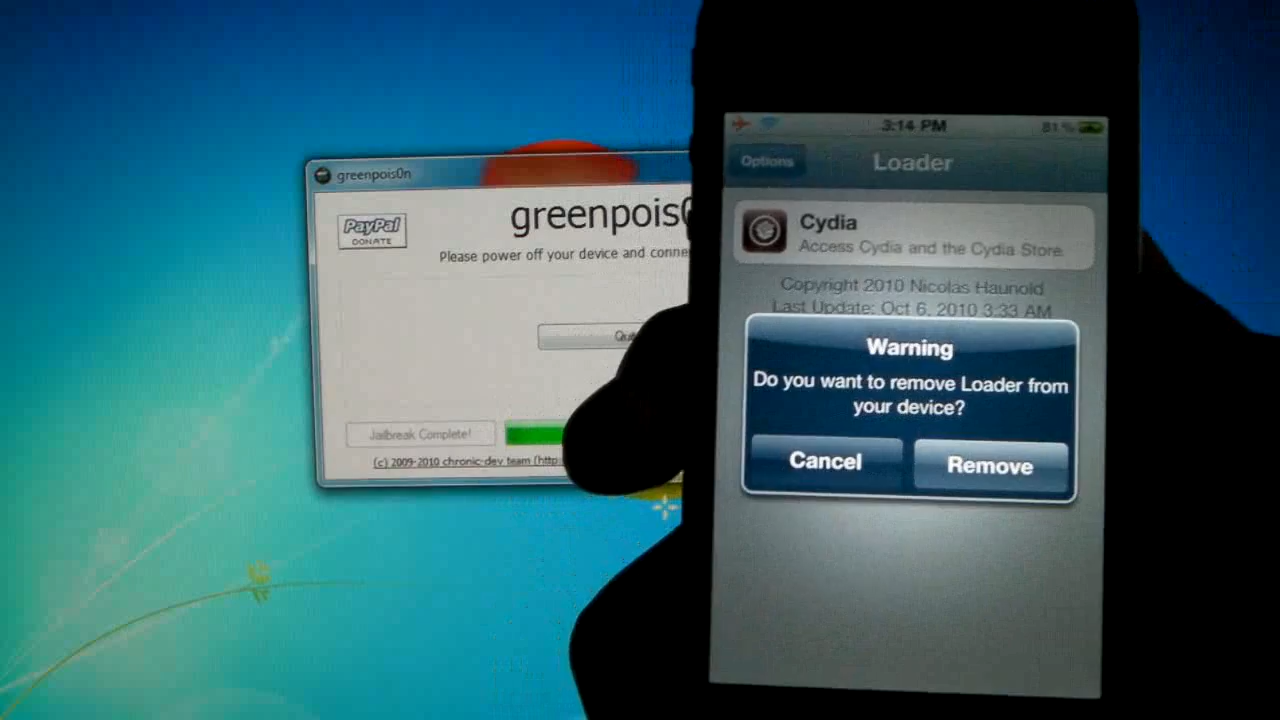 greenpois0n
PayPal
DONATE
greenpois0
Please power off your device and conne
Jailbreak Complete!
(c) 2009-2010 chronic-dev team (http:
3:14 PM
81%
Options
Loader
Cydia
Access Cydia and the Cydia Store.
Copyright 2010 Nicolas Haunold
Last Update: Oct 6, 2010 3:33 AM
Warning
Do you want to remove Loader from
your device?
Cancel
Remove